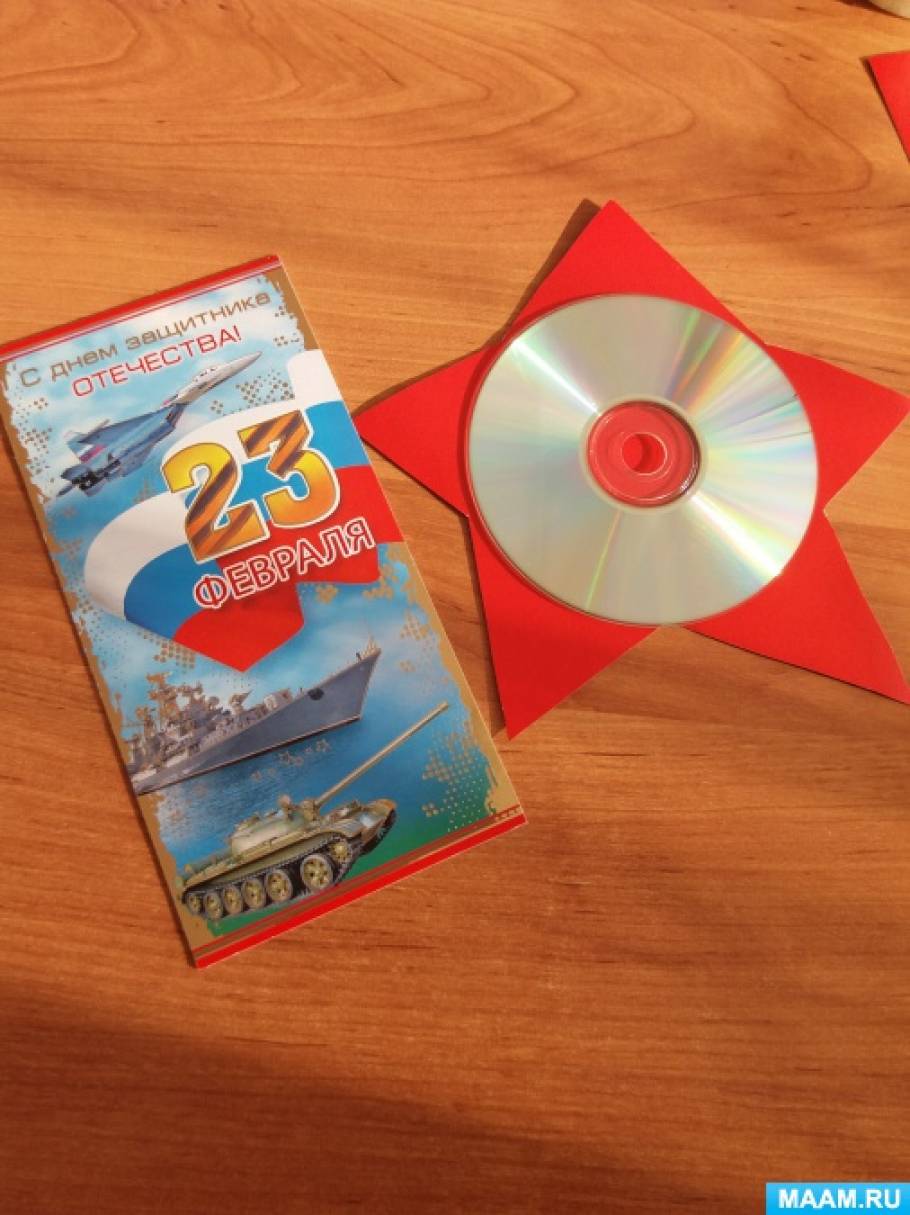 С днем защитника
ОТЕЧЕСТВА!
23
ФЕВРАЛЯ
MAAM.RU